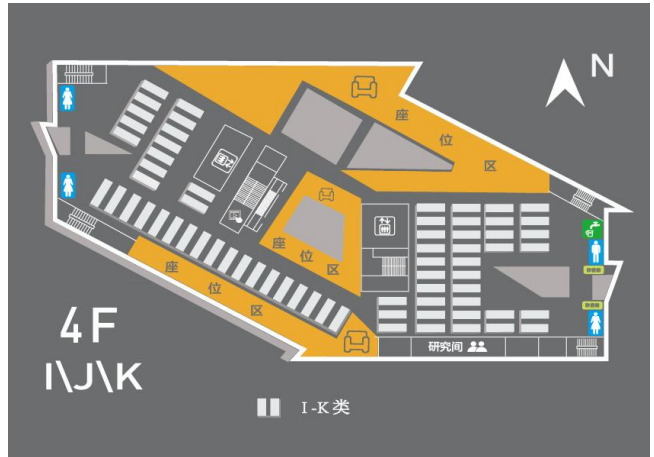 N
座 位 区
座 位 区
座 位 区
4F
I\J\K
研究间
I-K类